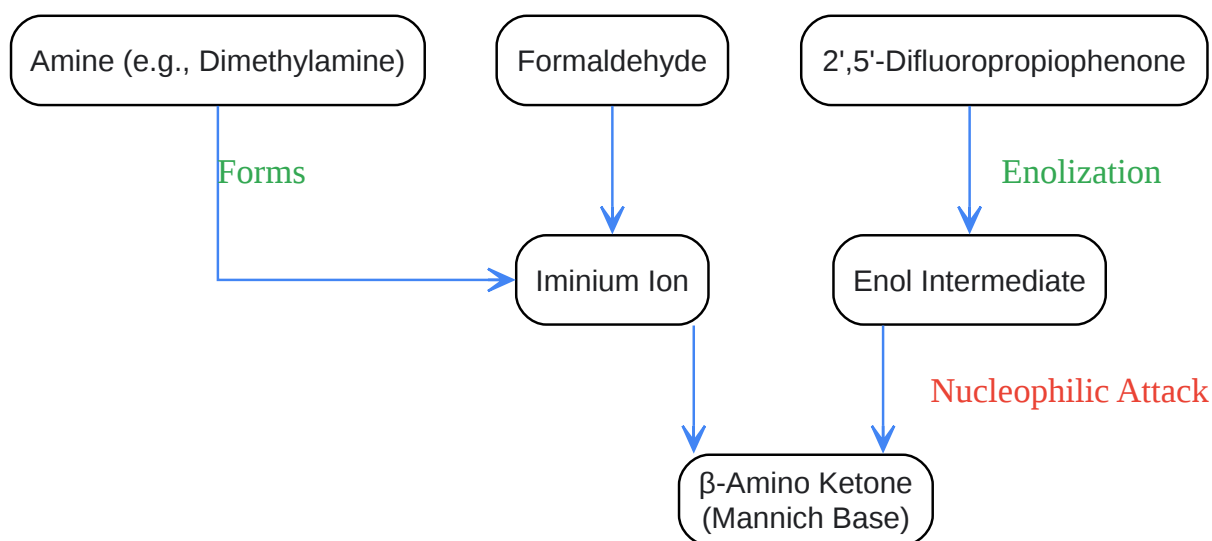 Amine (e.g., Dimethylamine)
Formaldehyde
2',5'-Difluoropropiophenone
Forms
Enolization
Iminium Ion
Enol Intermediate
Nucleophilic Attack
β-Amino Ketone
(Mannich Base)